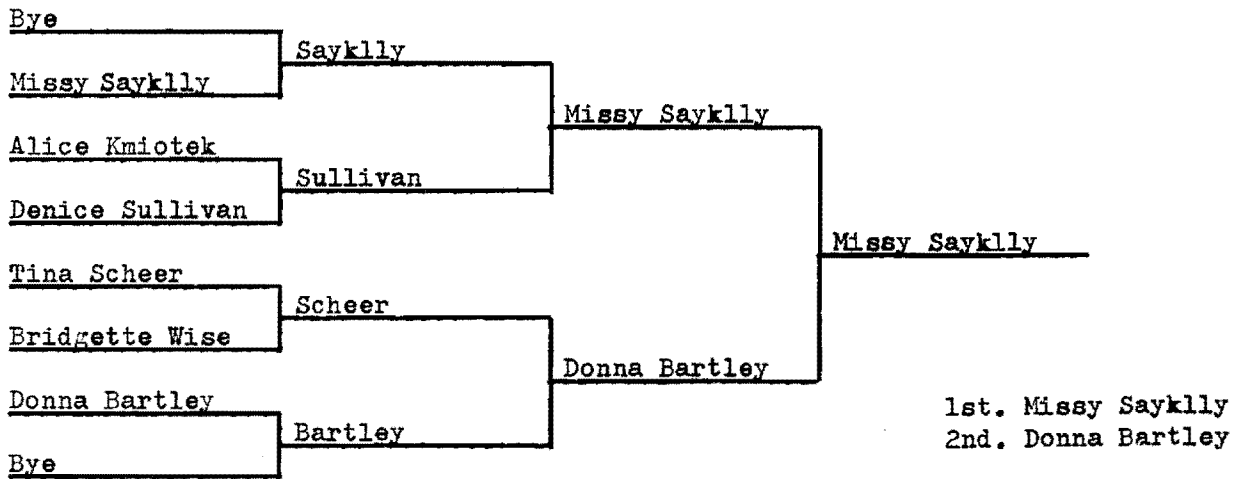 Bye
Sayklly
Missy Sayklly
Missy Sayklly
Alice Kmiotek
Sullivan
Denice Sullivan
Missy Sayklly
Tina Scheer
Scheer
Bridgette Wise
Donna Bartley
Donna Bartley
1st. Missy Sayklly
Bartley
2nd. Donna Bartley
Bye